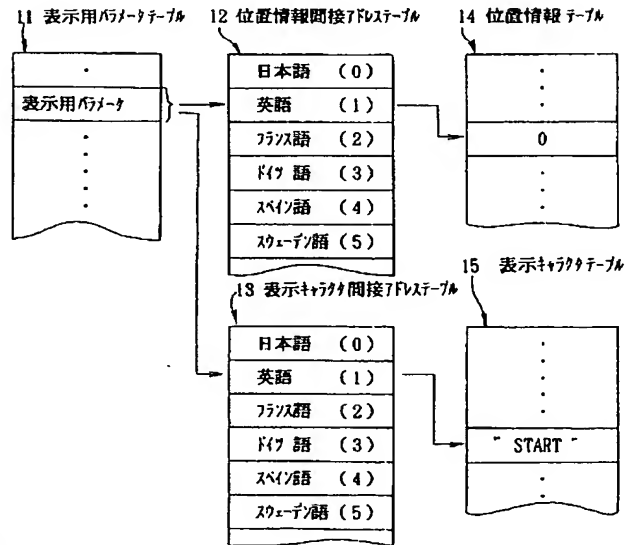 11 表示用パラメータテーブル
・
表示用パラメータ
・
・
・
・
・
12 位置情報間接アドレステーブル
日本語 (0)
英語 (1)
フランス語 (2)
ドイツ語 (3)
スペイン語 (4)
スウェーデン語 (5)
14 位置情報テーブル
・
・
・
0
・
・
・
13 表示キャラクタ間接アドレステーブル
日本語 (0)
英語 (1)
フランス語 (2)
ドイツ語 (3)
スペイン語 (4)
スウェーデン語 (5)
15 表示キャラクタテーブル
・
・
・
・
" START "
・
・